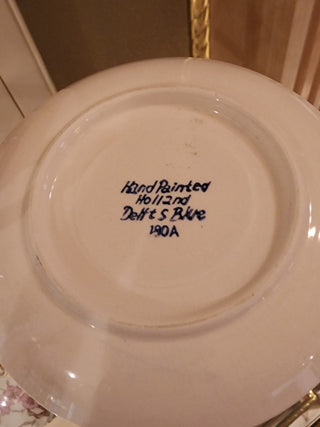 Hand Painted
Holland
Delft S Blue
190A